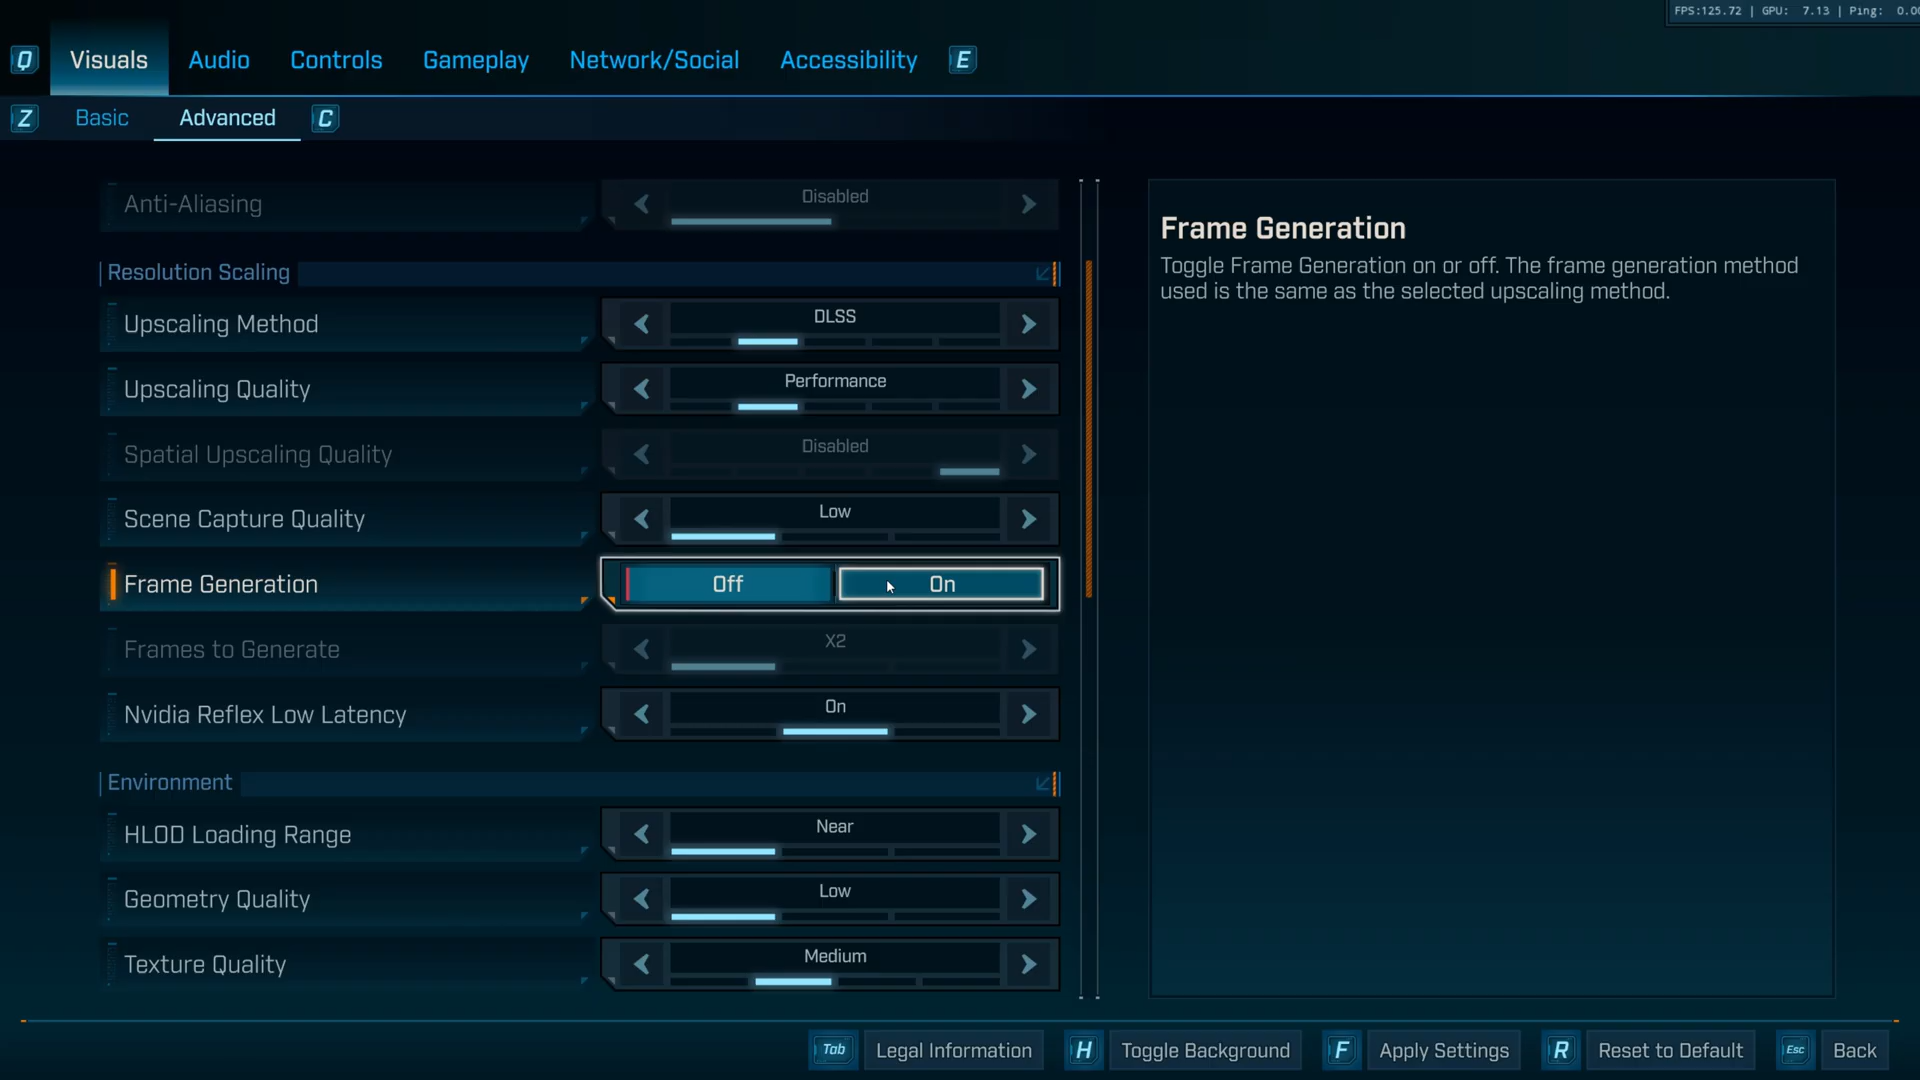 FPS:125.72 | GPU: 7.13 | Ping: 0.00
Q Visuals Audio Controls Gameplay Network/Social Accessibility E
Z Basic Advanced C
Anti-Aliasing Disabled
Resolution Scaling
Upscaling Method DLSS
Upscaling Quality Performance
Spatial Upscaling Quality Disabled
Scene Capture Quality Low
Frame Generation Off On
Frames to Generate X2
Nvidia Reflex Low Latency On
Environment
HLOD Loading Range Near
Geometry Quality Low
Texture Quality Medium
Frame Generation
Toggle Frame Generation on or off. The frame generation method
used is the same as the selected upscaling method.
Tab Legal Information H Toggle Background F Apply Settings R Reset to Default Esc Back